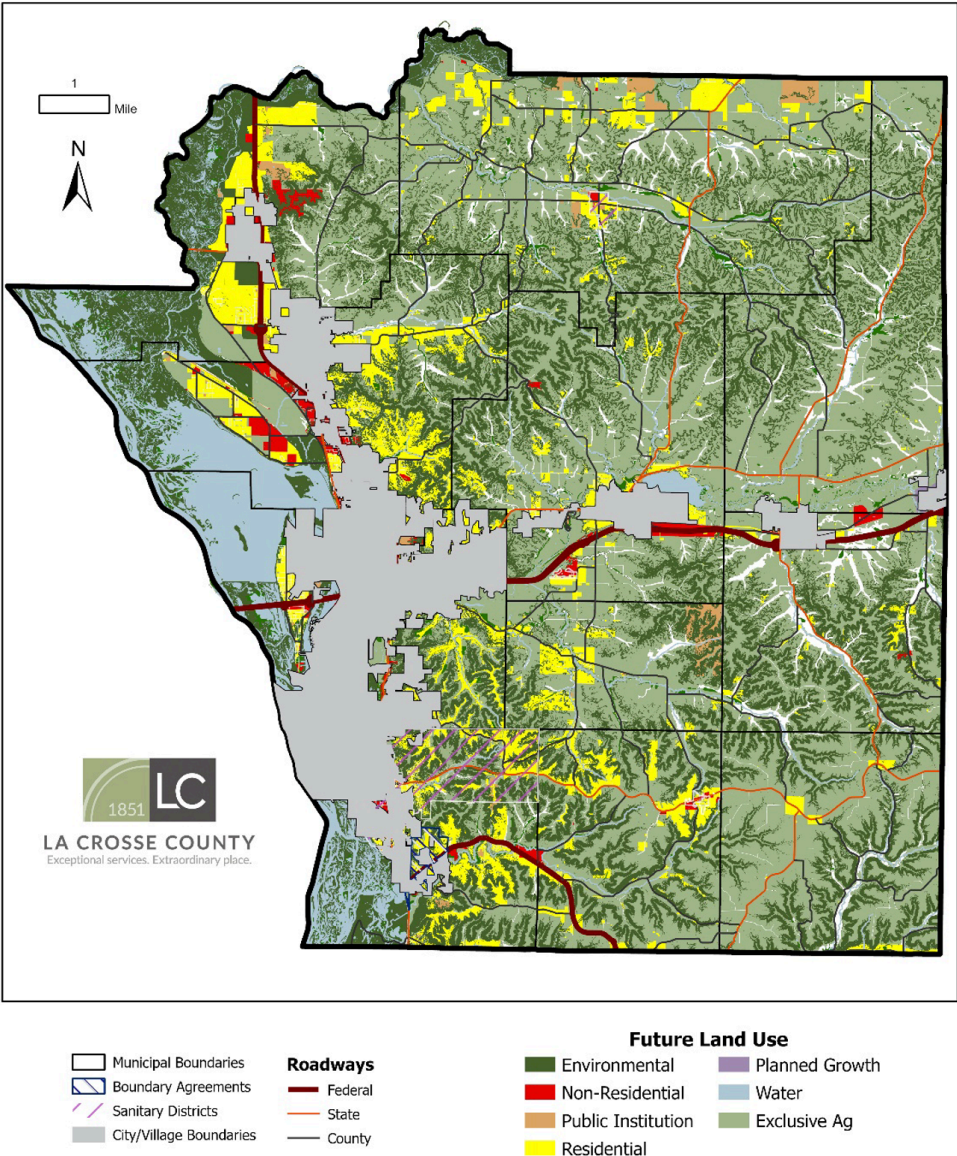 1
Mile
N
1851 LC
LA CROSSE COUNTY
Exceptional services. Extraordinary place.
Municipal Boundaries
Boundary Agreements
Sanitary Districts
City/Village Boundaries
Roadways
Federal
State
County
Future Land Use
Environmental
Non-Residential
Public Institution
Residential
Planned Growth
Water
Exclusive Ag